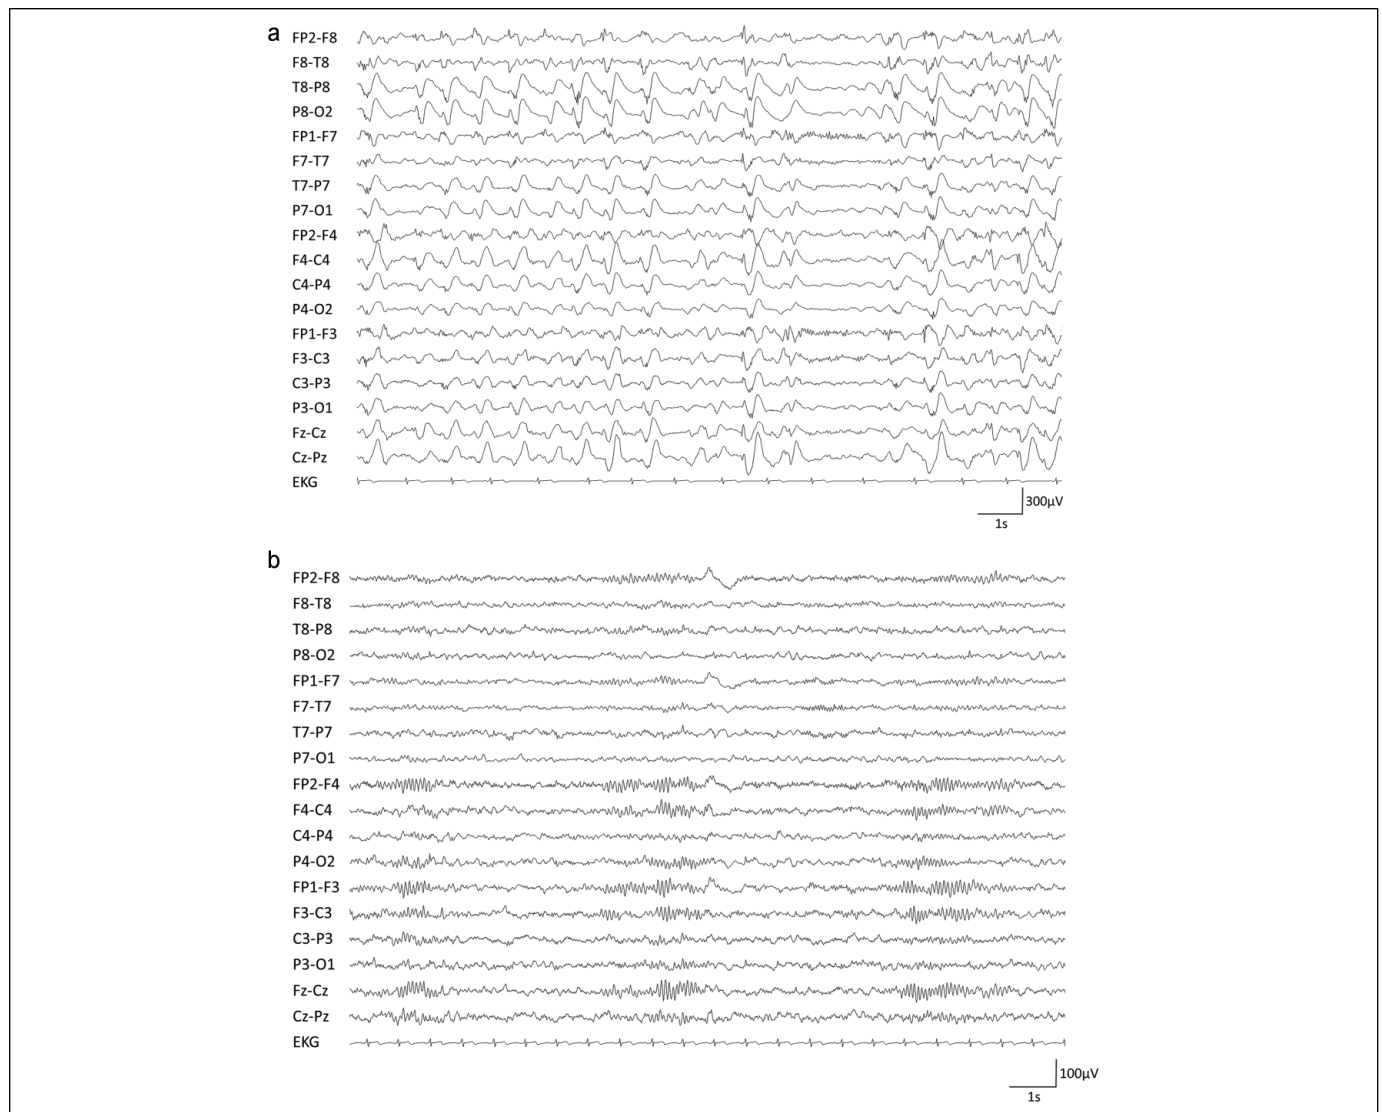 a
FP2-F8
F8-T8
T8-P8
P8-O2
FP1-F7
F7-T7
T7-P7
P7-O1
FP2-F4
F4-C4
C4-P4
P4-O2
FP1-F3
F3-C3
C3-P3
P3-O1
Fz-Cz
Cz-Pz
EKG
300μV
1s
b
FP2-F8
F8-T8
T8-P8
P8-O2
FP1-F7
F7-T7
T7-P7
P7-O1
FP2-F4
F4-C4
C4-P4
P4-O2
FP1-F3
F3-C3
C3-P3
P3-O1
Fz-Cz
Cz-Pz
EKG
100μV
1s